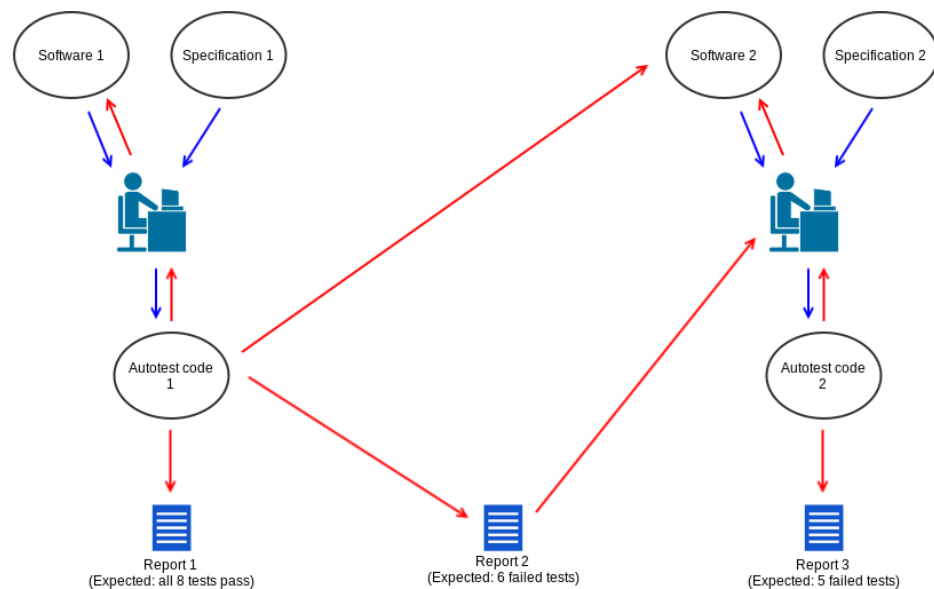 Software 1
Specification 1
Software 2
Specification 2
Autotest code
1
Autotest code
2
Report 1
(Expected: all 8 tests pass)
Report 2
(Expected: 6 failed tests)
Report 3
(Expected: 5 failed tests)